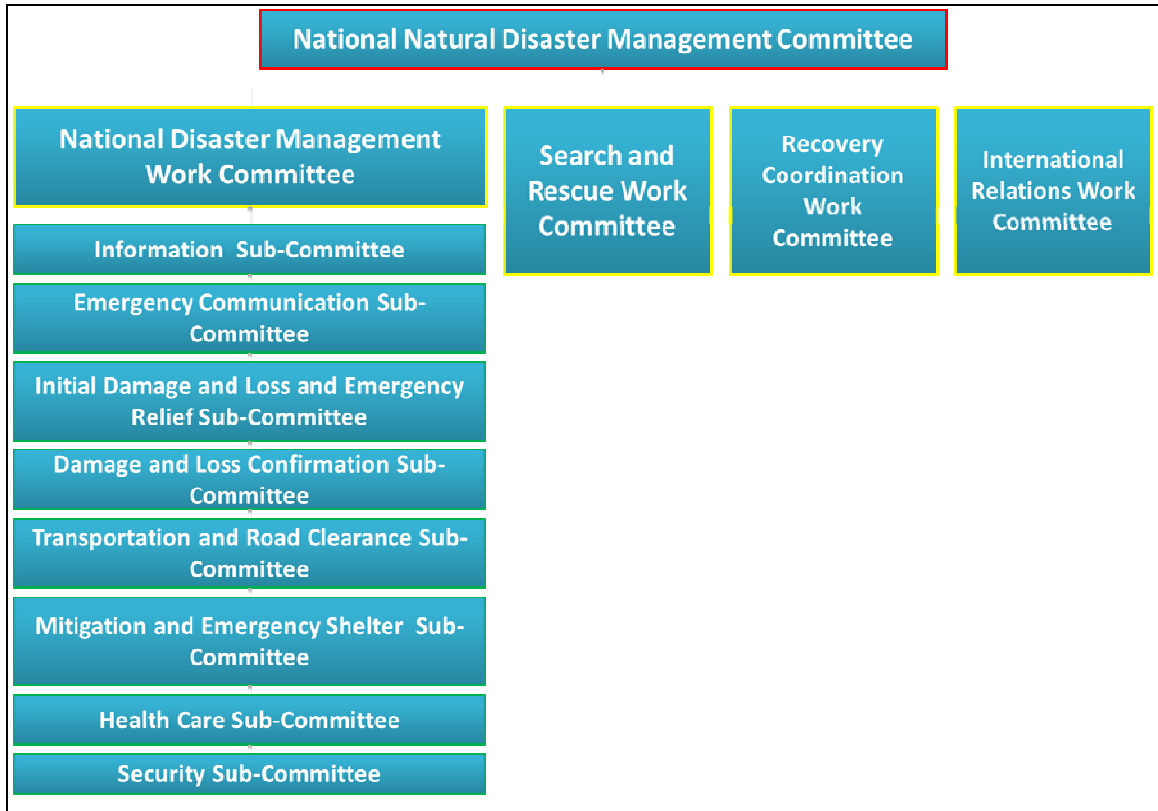 National Natural Disaster Management Committee
National Disaster Management
Work Committee
Search and
Rescue Work
Committee
Recovery
Coordination
Work
Committee
International
Relations Work
Committee
Information Sub-Committee
Emergency Communication Sub-
Committee
Initial Damage and Loss and Emergency
Relief Sub-Committee
Damage and Loss Confirmation Sub-
Committee
Transportation and Road Clearance Sub-
Committee
Mitigation and Emergency Shelter Sub-
Committee
Health Care Sub-Committee
Security Sub-Committee